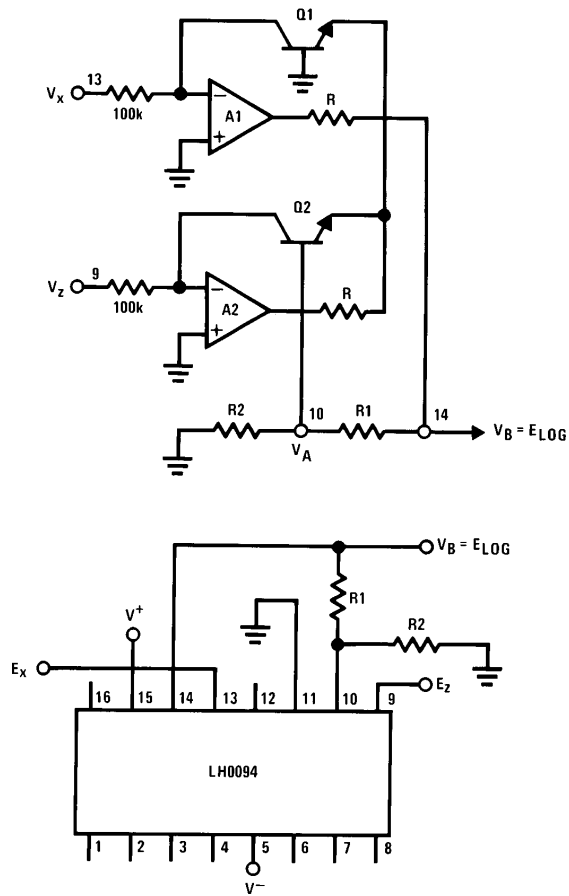 Q1
Vx 13
100k
− A1 R
+
Q2
Vz 9
100k
− A2 R
+
R2 10 R1 14 VB = ELOG
VA
VB = ELOG
R1
V+
R2
Ex
Ez
16 15 14 13 12 11 10 9
LH0094
1 2 3 4 5 6 7 8
V−